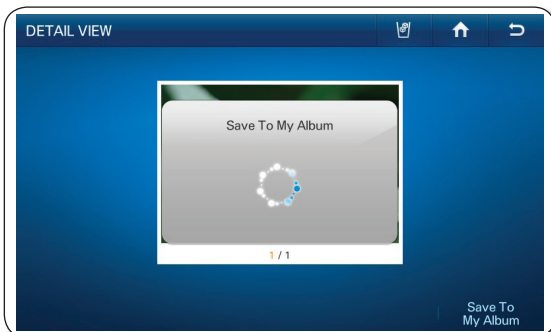 DETAIL VIEW
Save To My Album
1 / 1
Save To
My Album